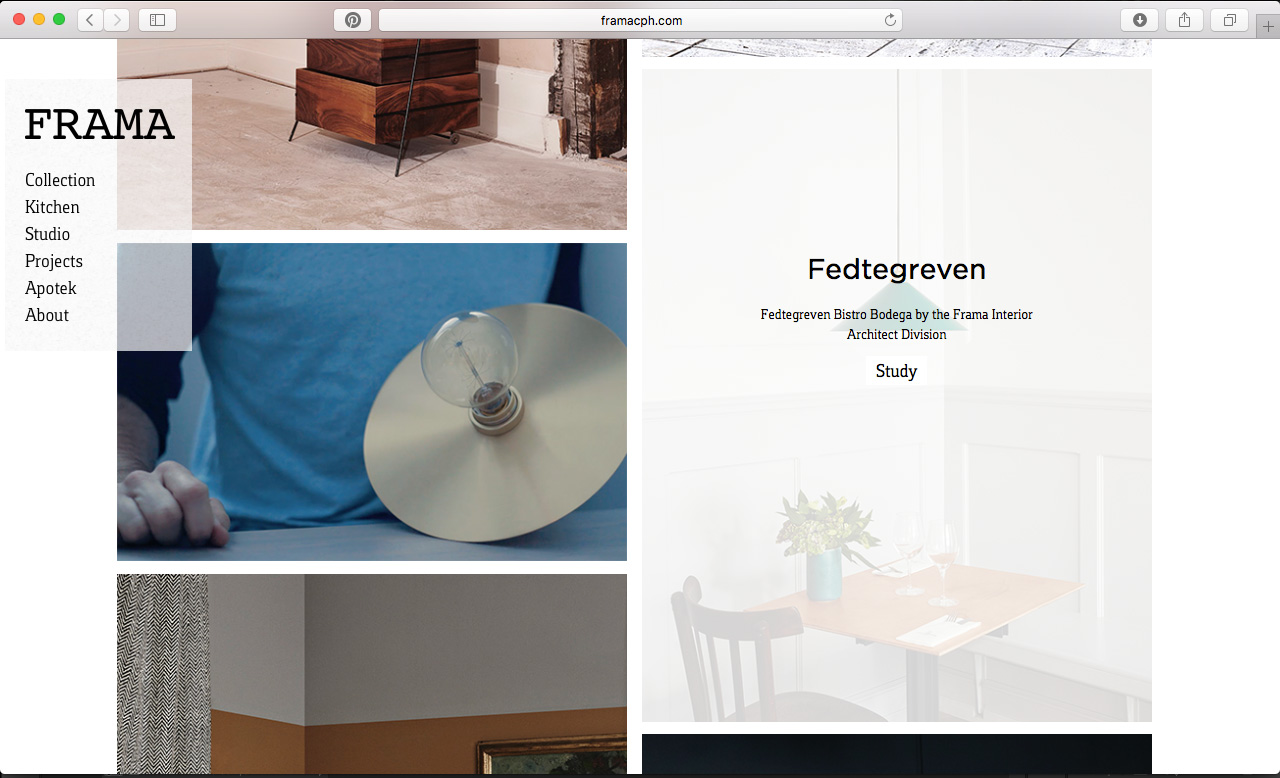 framacph.com
FRAMA
Collection
Kitchen
Studio
Projects
Apotek
About
Fedtegreven
Fedtegreven Bistro Bodega by the Frama Interior
Architect Division
Study